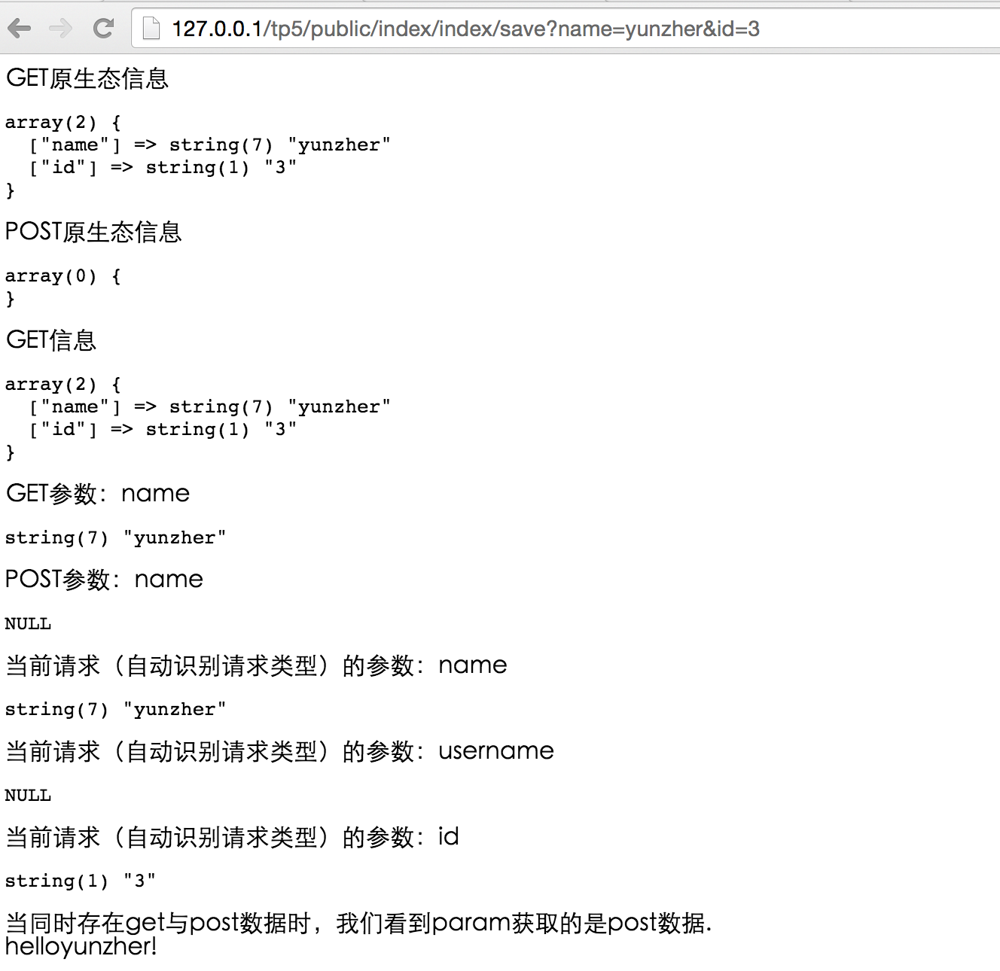 127.0.0.1/tp5/public/index/index/save?name=yunzher&id=3
GET原生态信息
array(2) {
  ["name"] => string(7) "yunzher"
  ["id"] => string(1) "3"
}
POST原生态信息
array(0) {
}
GET信息
array(2) {
  ["name"] => string(7) "yunzher"
  ["id"] => string(1) "3"
}
GET参数：name
string(7) "yunzher"
POST参数：name
NULL
当前请求（自动识别请求类型）的参数：name
string(7) "yunzher"
当前请求（自动识别请求类型）的参数：username
NULL
当前请求（自动识别请求类型）的参数：id
string(1) "3"
当同时存在get与post数据时，我们看到param获取的是post数据.
helloyunzher!